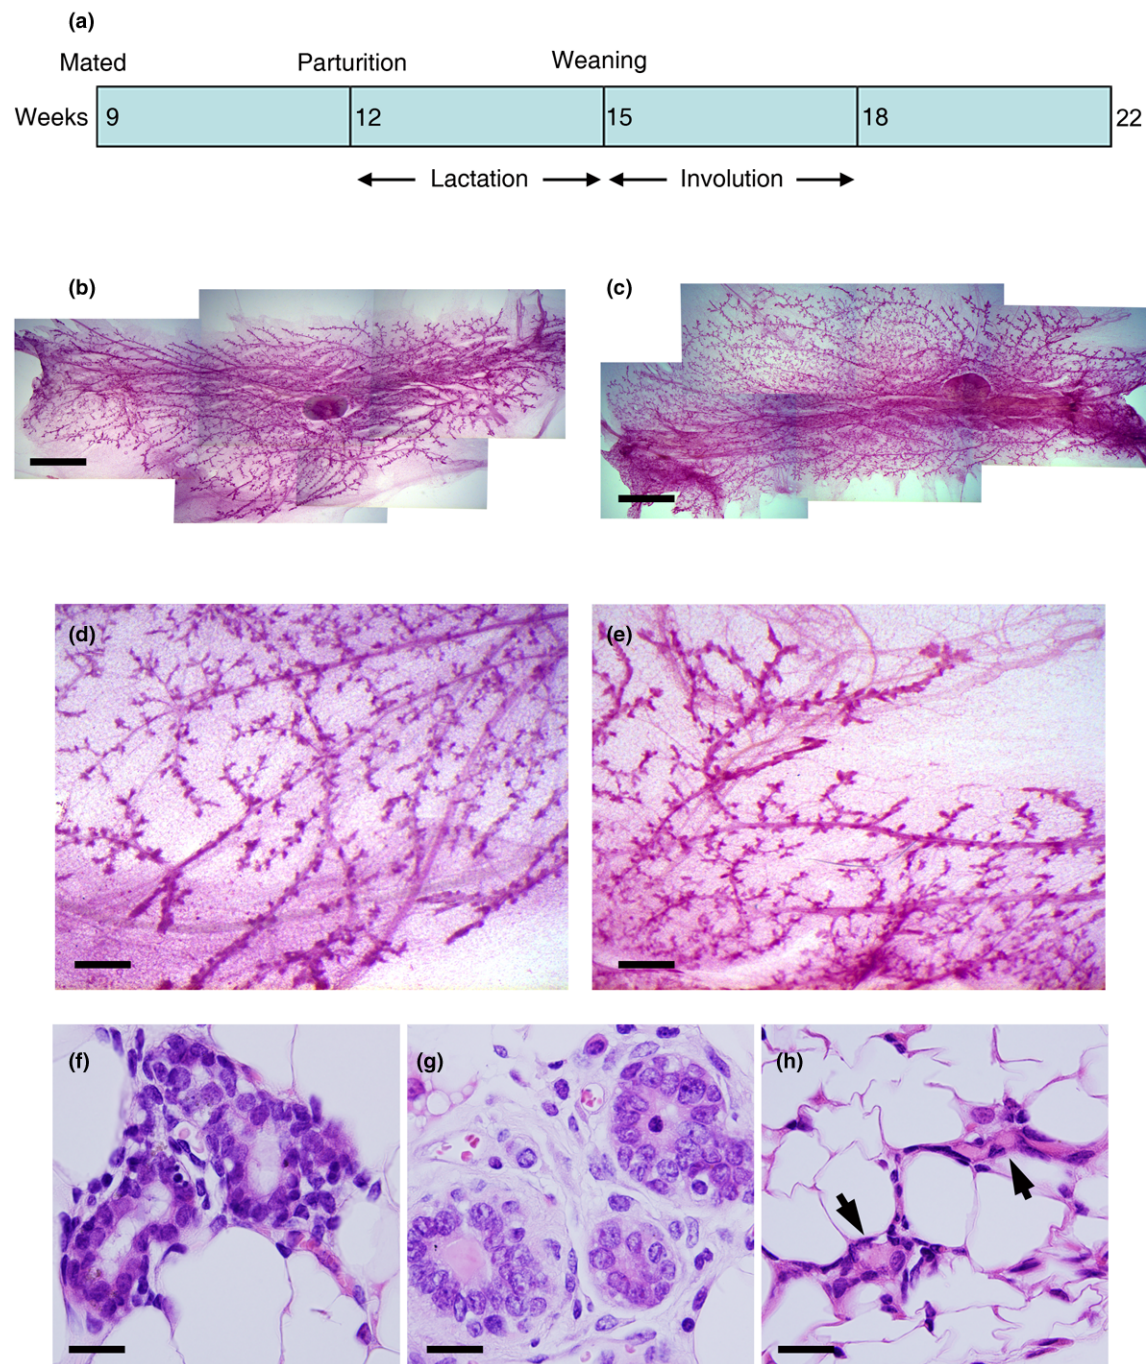 (a)
Mated Parturition Weaning
Weeks 9 12 15 18 22
Lactation Involution
(b) (c)
(d) (e)
(f) (g) (h)